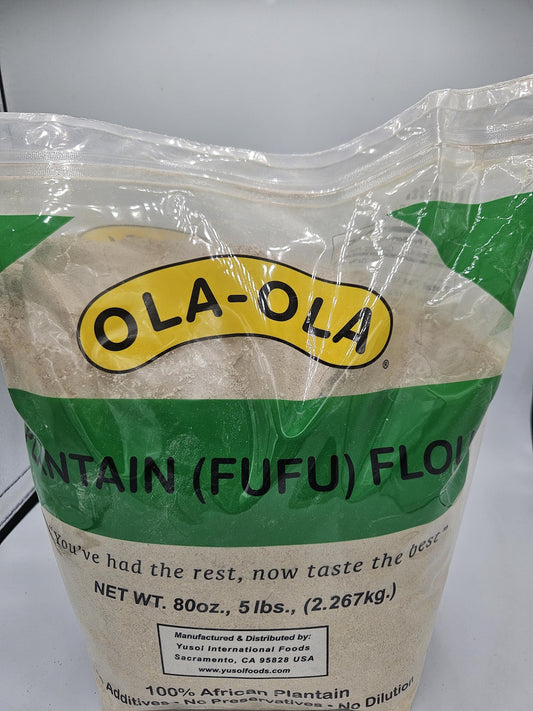 OLA-OLA
®
NTAIN (FUFU) FLOU
"You've had the rest, now taste the best"
NET WT. 80oz., 5 lbs., (2.267kg.)
Manufactured & Distributed by:
Yusol International Foods
Sacramento, CA 95828 USA
www.yusolfoods.com
100% African Plantain
Additives - No Preservatives - No Dilution